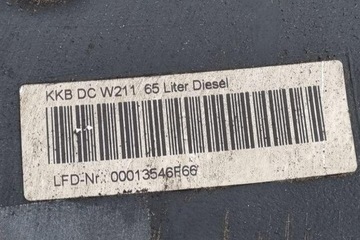 KKB DC W211 65 Liter Diesel
LFD-Nr.: 00013546F66